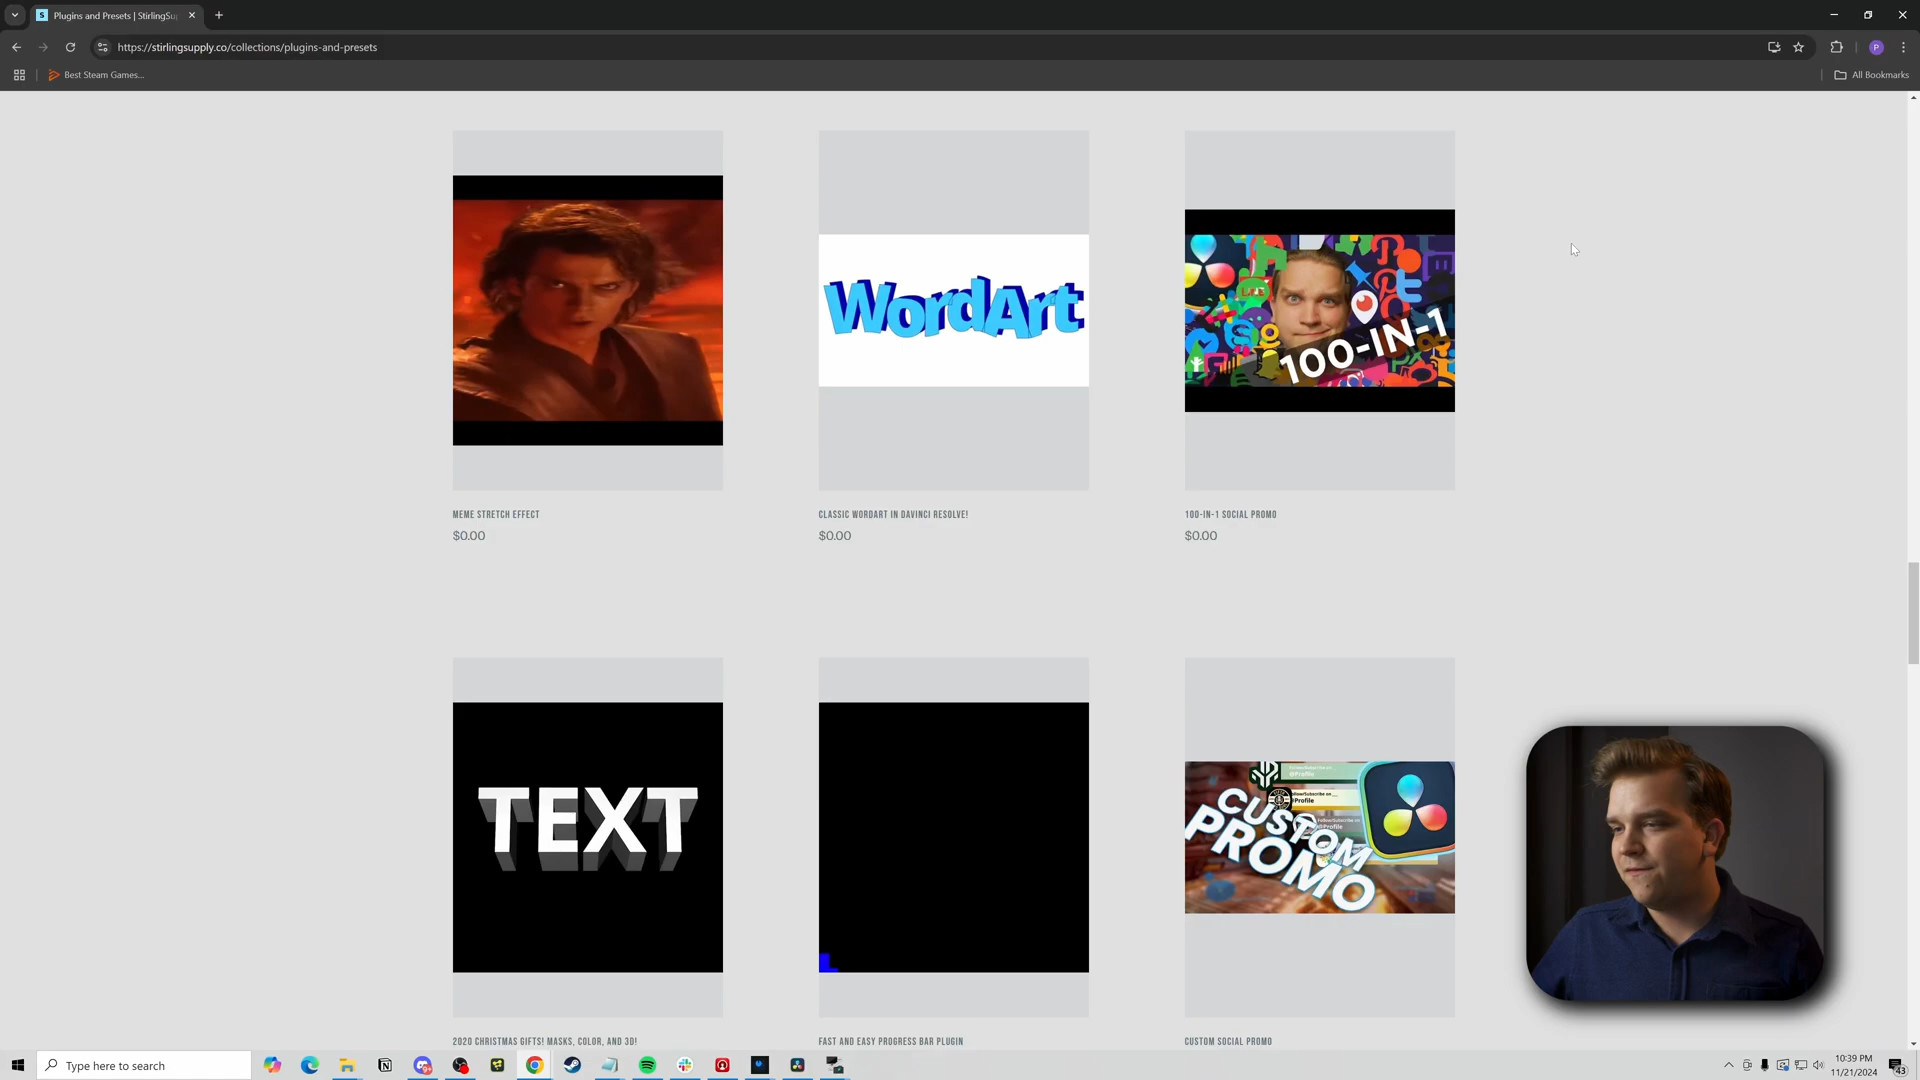 Plugins and Presets | StirlingSu
https://stirlingsupply.co/collections/plugins-and-presets
P
Best Steam Games...
All Bookmarks
WordArt
100-IN-1
MEME STRETCH EFFECT
CLASSIC WORDART IN DAVINCI RESOLVE!
100-IN-1 SOCIAL PROMO
$0.00
$0.00
$0.00
TEXT
CUSTOM
PROMO
@Profile
@Profile
2020 CHRISTMAS GIFTS! MASKS, COLOR, AND 3D!
FAST AND EASY PROGRESS BAR PLUGIN
CUSTOM SOCIAL PROMO
Type here to search
10:39 PM
11/21/2024
43